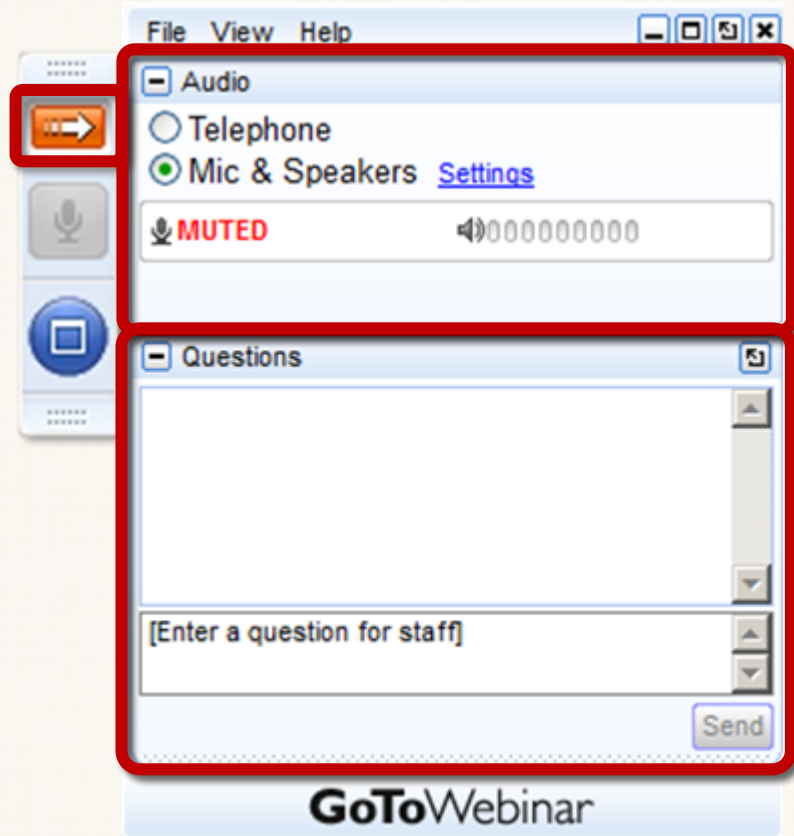 File View Help
Audio
Telephone
Mic & Speakers Settings
MUTED 000000000
Questions
[Enter a question for staff]
Send
GoToWebinar